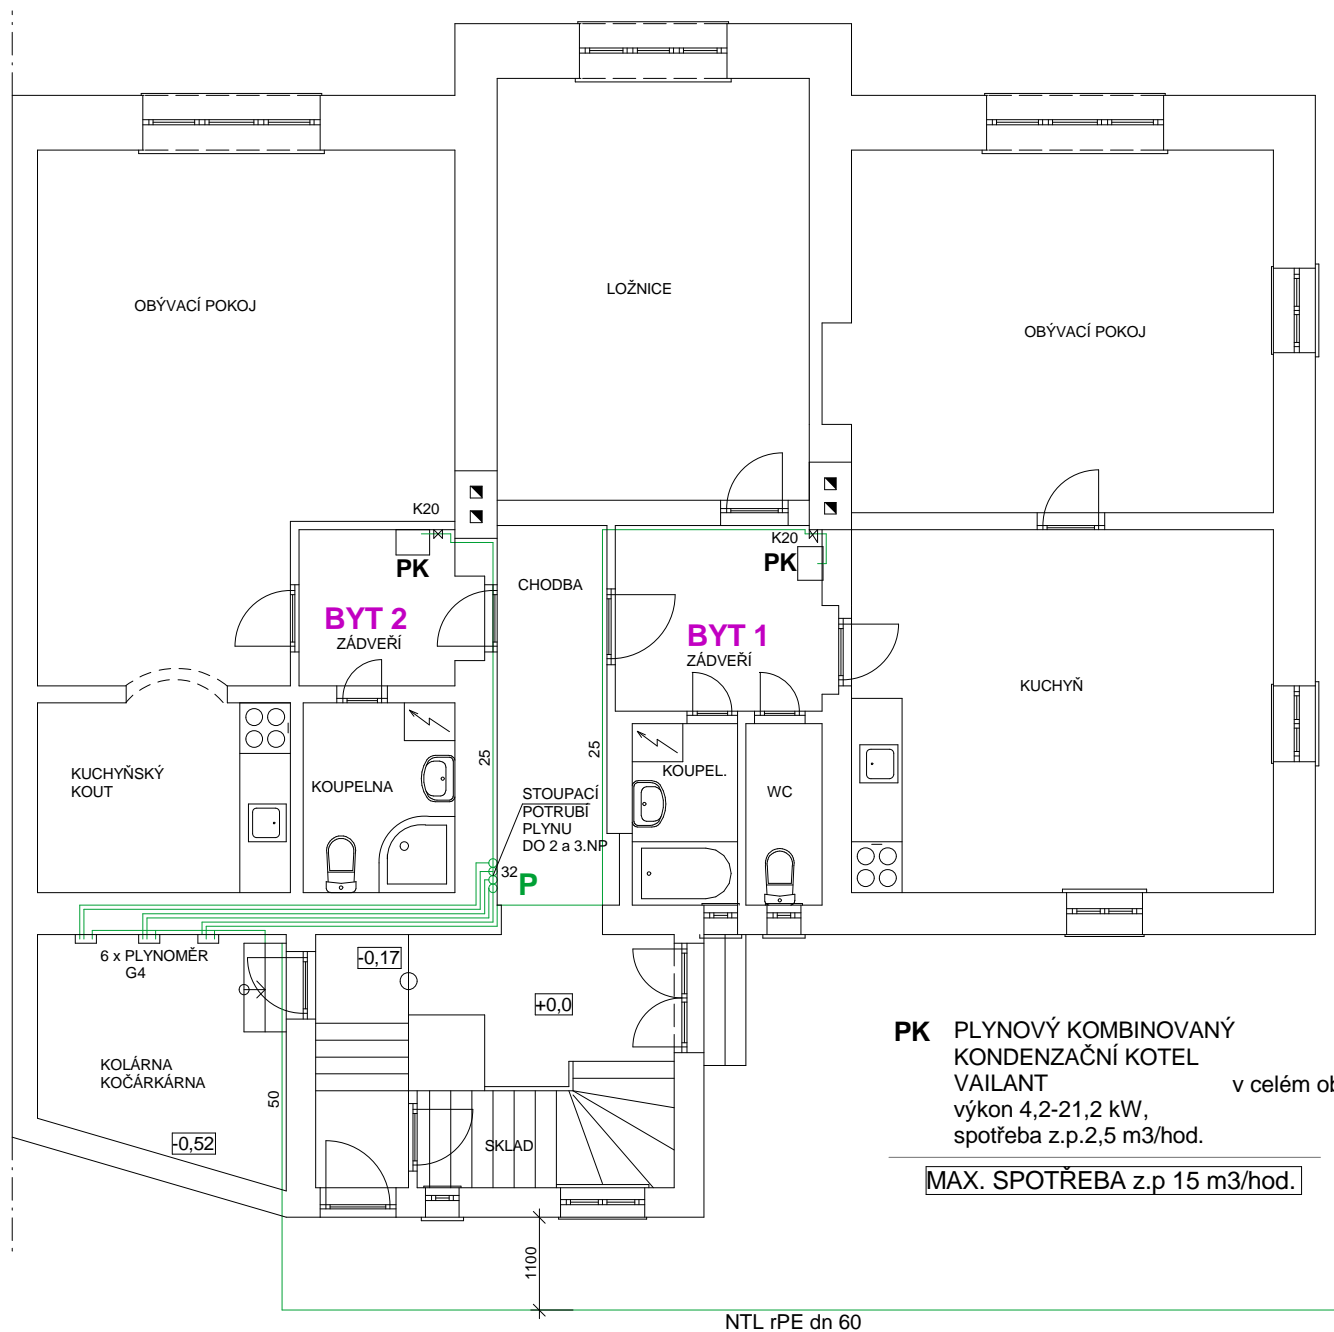 OBÝVACÍ POKOJ
LOŽNICE
OBÝVACÍ POKOJ
K20
PK
BYT 2
ZÁDVEŘÍ
CHODBA
K20
PK
BYT 1
ZÁDVEŘÍ
KUCHYŇ
KUCHYŇSKÝ
KOUT
KOUPELNA
25
25
STOUPACÍ
POTRUBÍ
PLYNU
DO 2 a 3.NP
32
P
KOUPEL.
WC
6 x PLYNOMĚR
G4
-0,17
+0,0
KOLÁRNA
KOČÁRKÁRNA
-0,52
50
SKLAD
1100
NTL rPE dn 60
PK PLYNOVÝ KOMBINOVANÝ
KONDENZAČNÍ KOTEL
VAILANT v celém ob
výkon 4,2-21,2 kW,
spotřeba z.p.2,5 m3/hod.
MAX. SPOTŘEBA z.p 15 m3/hod.